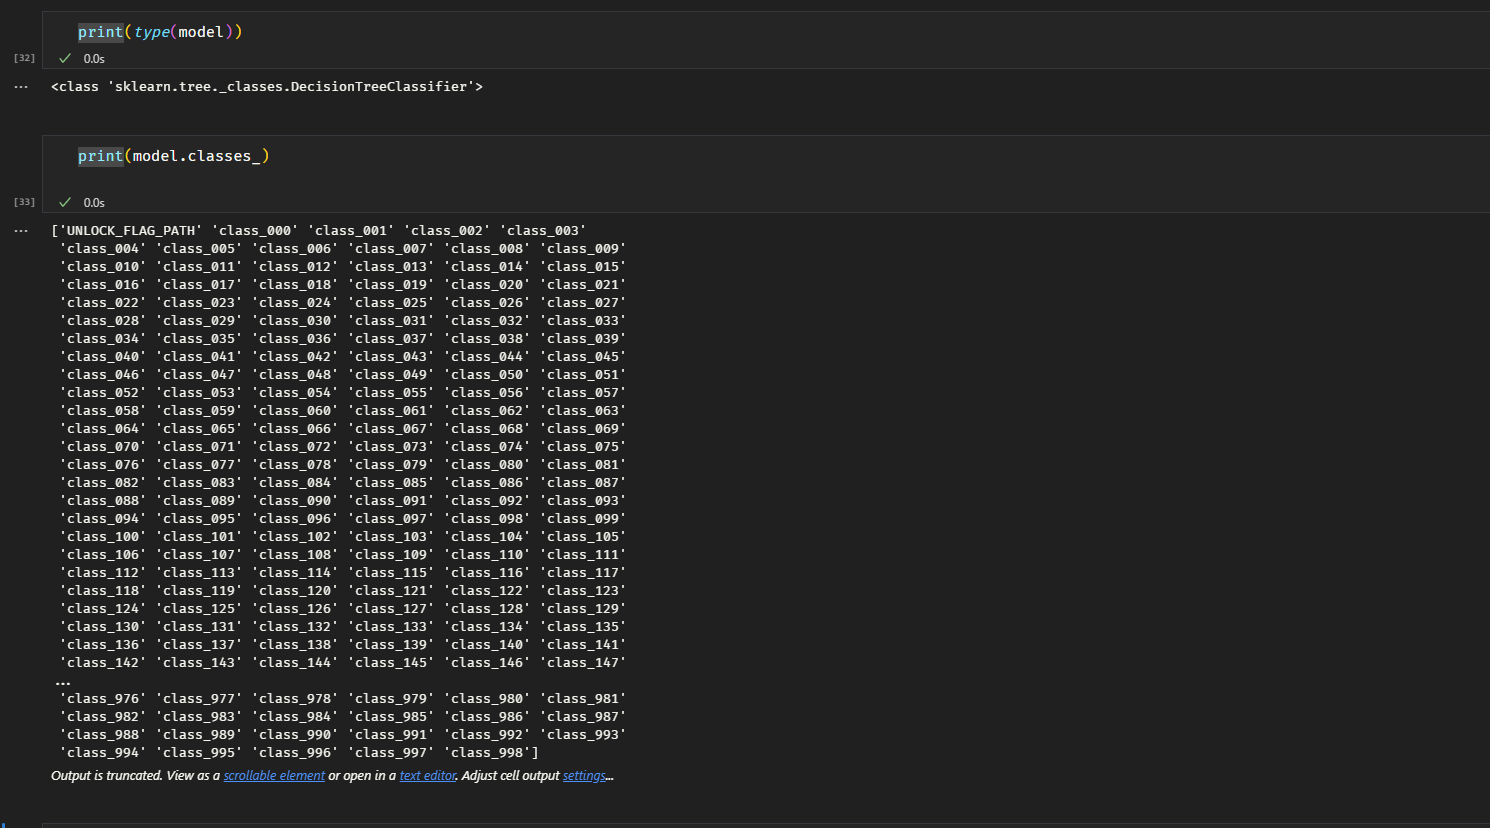 print(type(model))
[32]
0.0s
... <class 'sklearn.tree._classes.DecisionTreeClassifier'>
print(model.classes_)
[33]
0.0s
... ['UNLOCK_FLAG_PATH' 'class_000' 'class_001' 'class_002' 'class_003'
'class_004' 'class_005' 'class_006' 'class_007' 'class_008' 'class_009'
'class_010' 'class_011' 'class_012' 'class_013' 'class_014' 'class_015'
'class_016' 'class_017' 'class_018' 'class_019' 'class_020' 'class_021'
'class_022' 'class_023' 'class_024' 'class_025' 'class_026' 'class_027'
'class_028' 'class_029' 'class_030' 'class_031' 'class_032' 'class_033'
'class_034' 'class_035' 'class_036' 'class_037' 'class_038' 'class_039'
'class_040' 'class_041' 'class_042' 'class_043' 'class_044' 'class_045'
'class_046' 'class_047' 'class_048' 'class_049' 'class_050' 'class_051'
'class_052' 'class_053' 'class_054' 'class_055' 'class_056' 'class_057'
'class_058' 'class_059' 'class_060' 'class_061' 'class_062' 'class_063'
'class_064' 'class_065' 'class_066' 'class_067' 'class_068' 'class_069'
'class_070' 'class_071' 'class_072' 'class_073' 'class_074' 'class_075'
'class_076' 'class_077' 'class_078' 'class_079' 'class_080' 'class_081'
'class_082' 'class_083' 'class_084' 'class_085' 'class_086' 'class_087'
'class_088' 'class_089' 'class_090' 'class_091' 'class_092' 'class_093'
'class_094' 'class_095' 'class_096' 'class_097' 'class_098' 'class_099'
'class_100' 'class_101' 'class_102' 'class_103' 'class_104' 'class_105'
'class_106' 'class_107' 'class_108' 'class_109' 'class_110' 'class_111'
'class_112' 'class_113' 'class_114' 'class_115' 'class_116' 'class_117'
'class_118' 'class_119' 'class_120' 'class_121' 'class_122' 'class_123'
'class_124' 'class_125' 'class_126' 'class_127' 'class_128' 'class_129'
'class_130' 'class_131' 'class_132' 'class_133' 'class_134' 'class_135'
'class_136' 'class_137' 'class_138' 'class_139' 'class_140' 'class_141'
'class_142' 'class_143' 'class_144' 'class_145' 'class_146' 'class_147'
...
'class_976' 'class_977' 'class_978' 'class_979' 'class_980' 'class_981'
'class_982' 'class_983' 'class_984' 'class_985' 'class_986' 'class_987'
'class_988' 'class_989' 'class_990' 'class_991' 'class_992' 'class_993'
'class_994' 'class_995' 'class_996' 'class_997' 'class_998']
Output is truncated. View as a scrollable element or open in a text editor. Adjust cell output settings...